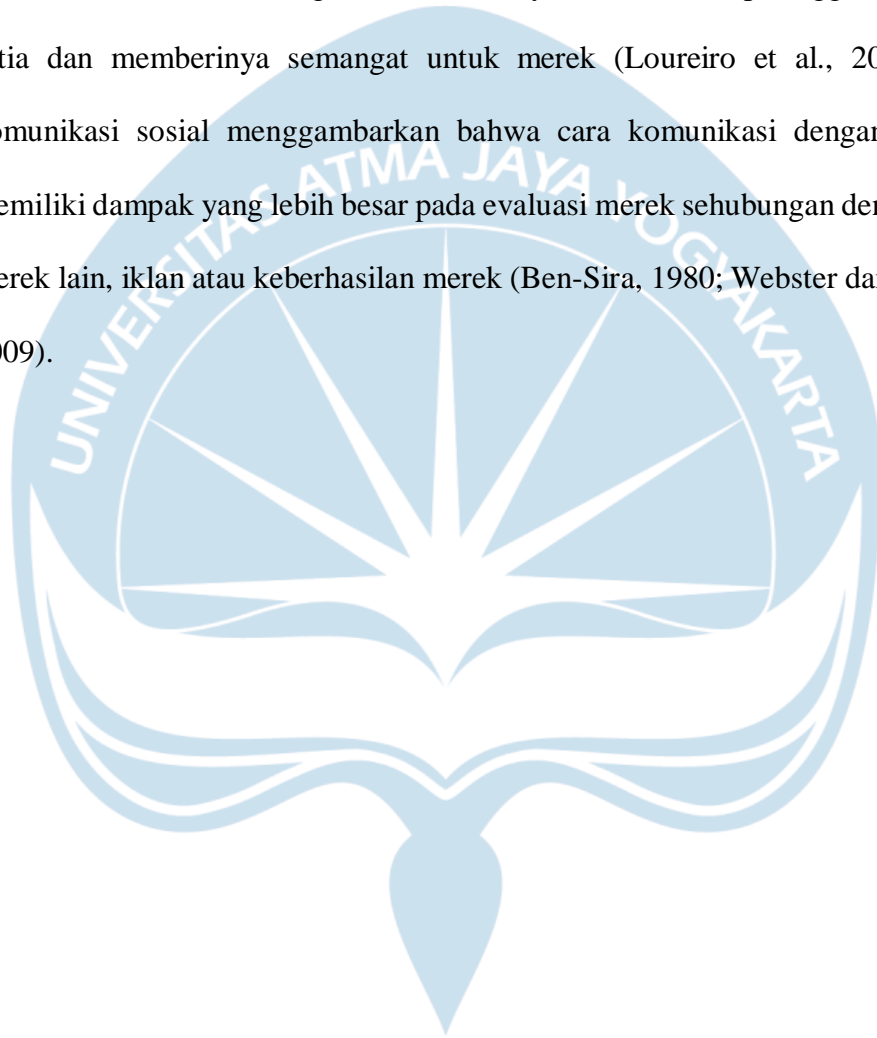 tia dan memberinya semangat untuk merek (Loureiro et al., 20
omunikasi sosial menggambarkan bahwa cara komunikasi dengan
emiliki dampak yang lebih besar pada evaluasi merek sehubungan den
erek lain, iklan atau keberhasilan merek (Ben-Sira, 1980; Webster dan
009).
UNIVERSITAS ATMA JAYA YOGYAKARTA